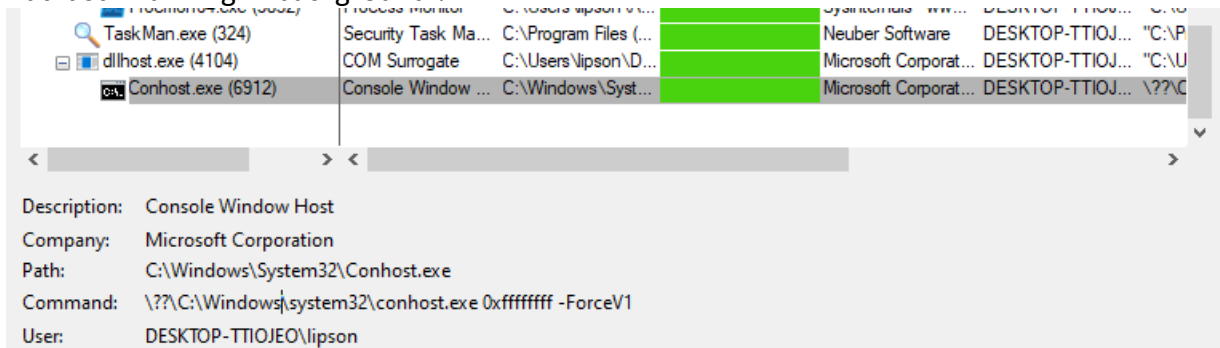 TaskMan.exe (324) Security Task Ma... C:\Program Files (... Neuber Software DESKTOP-TTIOJ... "C:\P
dllhost.exe (4104) COM Surrogate C:\Users\lipson\D... Microsoft Corporat... DESKTOP-TTIOJ... "C:\U
Conhost.exe (6912) Console Window ... C:\Windows\Syst... Microsoft Corporat... DESKTOP-TTIOJ... \??\C
Description: Console Window Host
Company: Microsoft Corporation
Path: C:\Windows\System32\Conhost.exe
Command: \??\C:\Windows\system32\conhost.exe 0xffffffff -ForceV1
User: DESKTOP-TTIOJEO\lipson